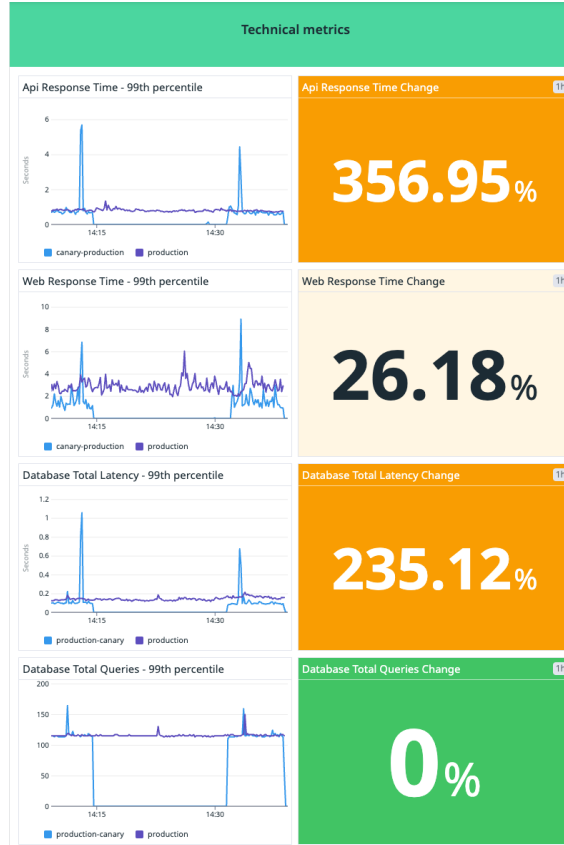 Technical metrics
Api Response Time - 99th percentile
Seconds
6
4
2
0
14:15
14:30
canary-production
production
Api Response Time Change
1h
356.95%
Web Response Time - 99th percentile
Seconds
10
8
6
4
2
0
14:15
14:30
canary-production
production
Web Response Time Change
1h
26.18%
Database Total Latency - 99th percentile
Seconds
1.2
1
0.8
0.6
0.4
0.2
0
14:15
14:30
production-canary
production
Database Total Latency Change
1h
235.12%
Database Total Queries - 99th percentile
200
150
100
50
0
14:15
14:30
production-canary
production
Database Total Queries Change
1h
0%